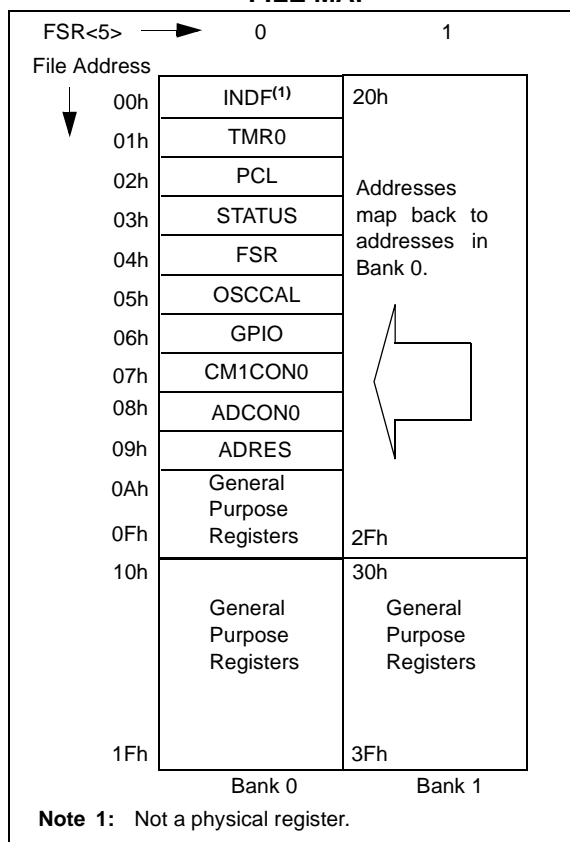 FILE MAP
FSR<5> 0 1
File Address
00h INDF(1) 20h
01h TMR0
02h PCL
03h STATUS
04h FSR
05h OSCCAL
06h GPIO
07h CM1CON0
08h ADCON0
09h ADRES
Addresses
map back to
addresses in
Bank 0.
0Ah General
Purpose
0Fh Registers 2Fh
10h 30h
General
Purpose
Registers
General
Purpose
Registers
1Fh 3Fh
Bank 0 Bank 1
Note 1: Not a physical register.